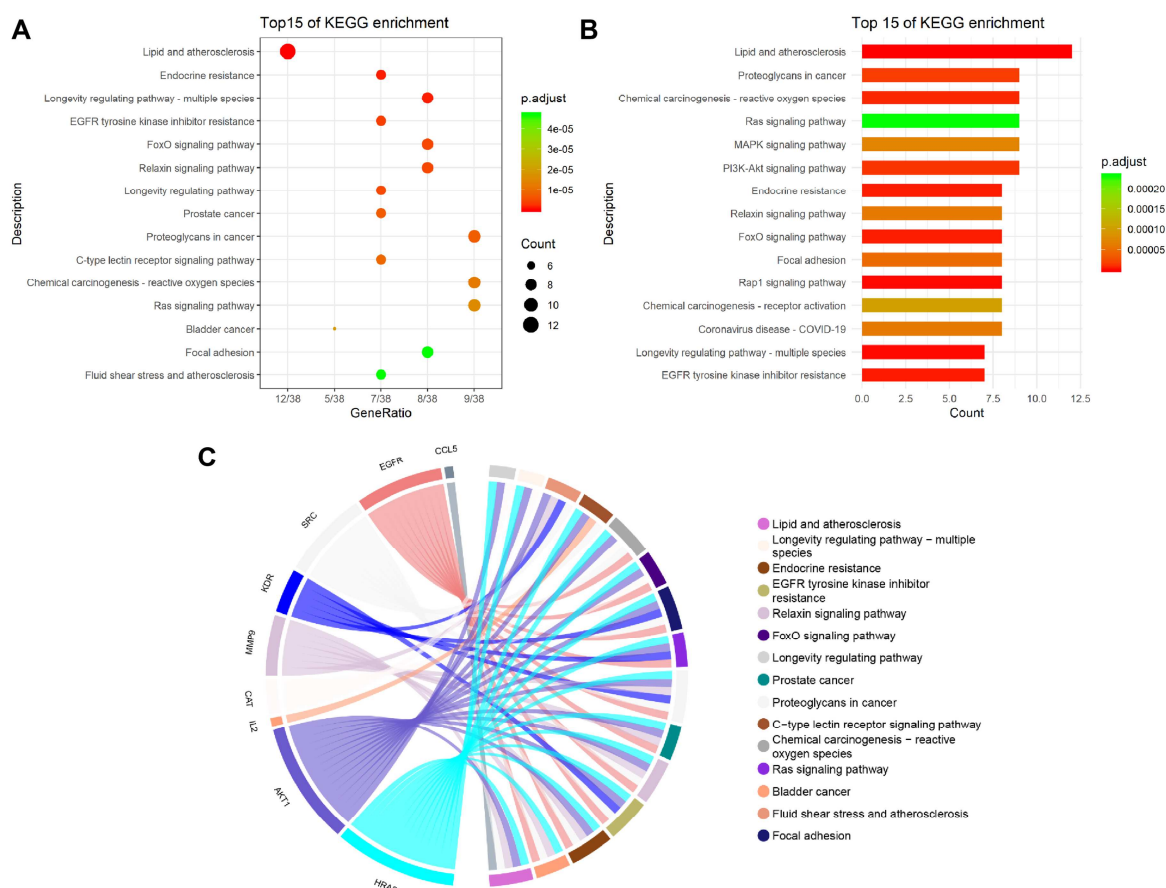 A
Top15 of KEGG enrichment
Description
Lipid and atherosclerosis
Endocrine resistance
Longevity regulating pathway - multiple species
EGFR tyrosine kinase inhibitor resistance
FoxO signaling pathway
Relaxin signaling pathway
Longevity regulating pathway
Prostate cancer
Proteoglycans in cancer
C-type lectin receptor signaling pathway
Chemical carcinogenesis - reactive oxygen species
Ras signaling pathway
Bladder cancer
Focal adhesion
Fluid shear stress and atherosclerosis
12/38 5/38 7/38 8/38 9/38
GeneRatio
p.adjust
4e-05
3e-05
2e-05
1e-05
Count
6
8
10
12
B
Top 15 of KEGG enrichment
Description
Lipid and atherosclerosis
Proteoglycans in cancer
Chemical carcinogenesis - reactive oxygen species
Ras signaling pathway
MAPK signaling pathway
PI3K-Akt signaling pathway
Endocrine resistance
Relaxin signaling pathway
FoxO signaling pathway
Focal adhesion
Rap1 signaling pathway
Chemical carcinogenesis - receptor activation
Coronavirus disease - COVID-19
Longevity regulating pathway - multiple species
EGFR tyrosine kinase inhibitor resistance
0.0 2.5 5.0 7.5 10.0 12.5
Count
p.adjust
0.00020
0.00015
0.00010
0.00005
C
CCL5
EGFR
SRC
KDR
MMP9
CAT
IL2
AKT1
Lipid and atherosclerosis
Longevity regulating pathway − multiple
species
Endocrine resistance
EGFR tyrosine kinase inhibitor
resistance
Relaxin signaling pathway
FoxO signaling pathway
Longevity regulating pathway
Prostate cancer
Proteoglycans in cancer
C−type lectin receptor signaling pathway
Chemical carcinogenesis − reactive
oxygen species
Ras signaling pathway
Bladder cancer
Fluid shear stress and atherosclerosis
Focal adhesion